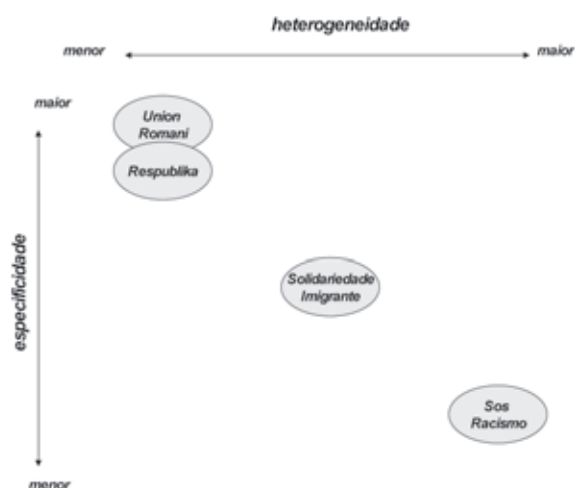 heterogeneidade
menor
maior
maior
Union
Romani
Respublika
Solidariedade
Imigrante
especificidade
Sos
Racismo
menor